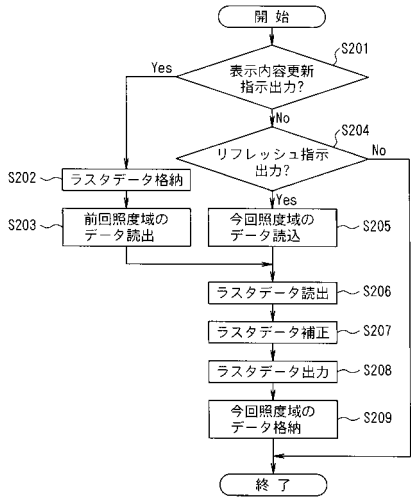 開 始
S201
表示内容更新
指示出力?
Yes
No
S204
リフレッシュ指示
出力?
No
Yes
S202
ラスタデータ格納
S203
前回照度域の
データ読出
今回照度域の
データ読込
S205
ラスタデータ読出
S206
ラスタデータ補正
S207
ラスタデータ出力
S208
今回照度域の
データ格納
S209
終 了